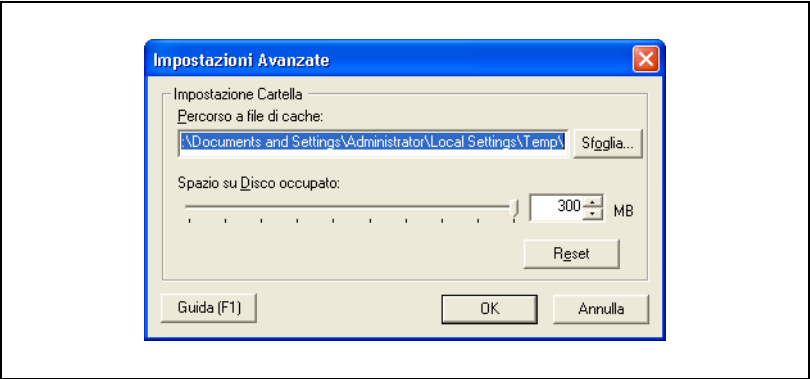 Impostazioni Avanzate
Impostazione Cartella
Percorso a file di cache:
:\Documents and Settings\Administrator\Local Settings\Temp\
Sfoglia...
Spazio su Disco occupato:
300 MB
Reset
Guida (F1) OK Annulla